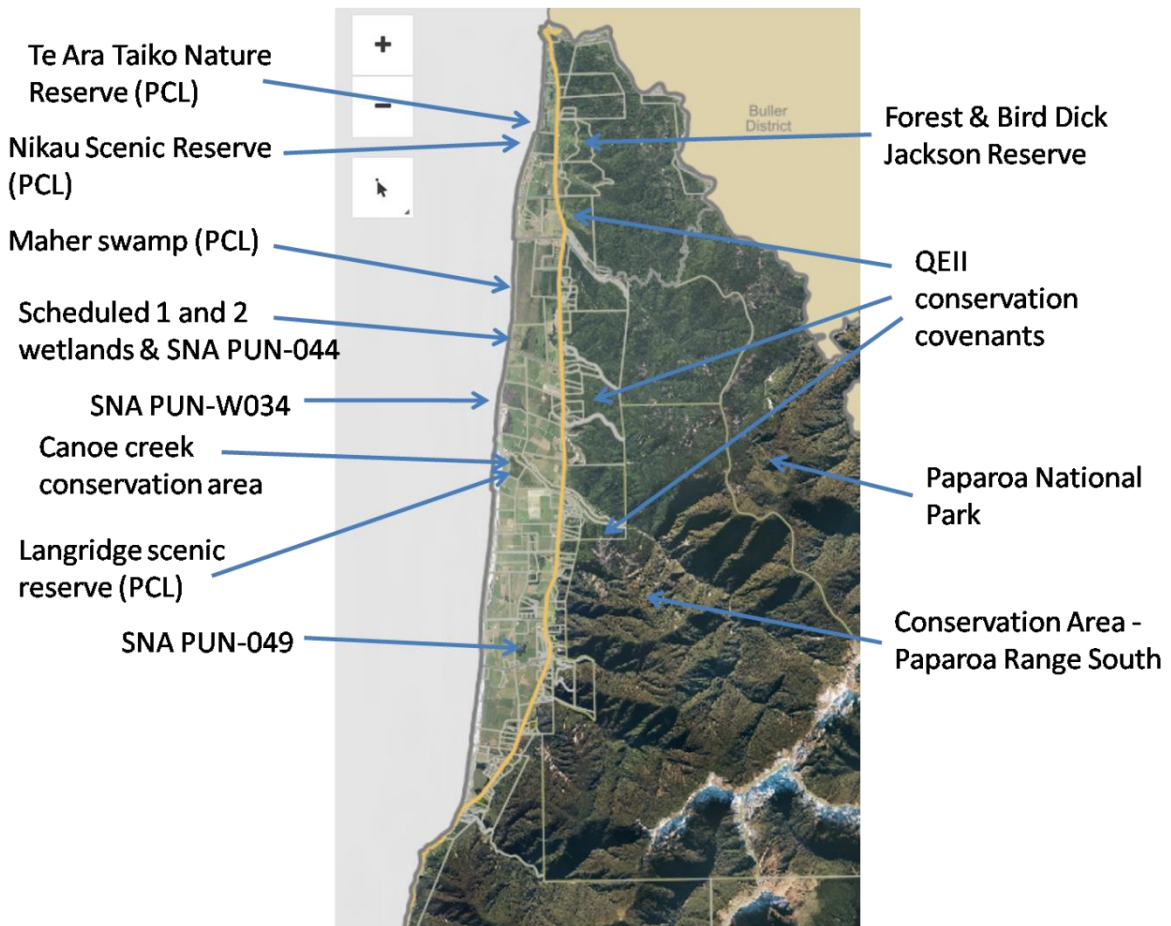 Te Ara Taiko Nature
Reserve (PCL)
Nikau Scenic Reserve
(PCL)
Maher swamp (PCL)
Scheduled 1 and 2
wetlands & SNA PUN-044
SNA PUN-W034
Canoe creek
conservation area
Langridge scenic
reserve (PCL)
SNA PUN-049
+
−
Buller
District
Forest & Bird Dick
Jackson Reserve
QEII
conservation
covenants
Paparoa National
Park
Conservation Area -
Paparoa Range South